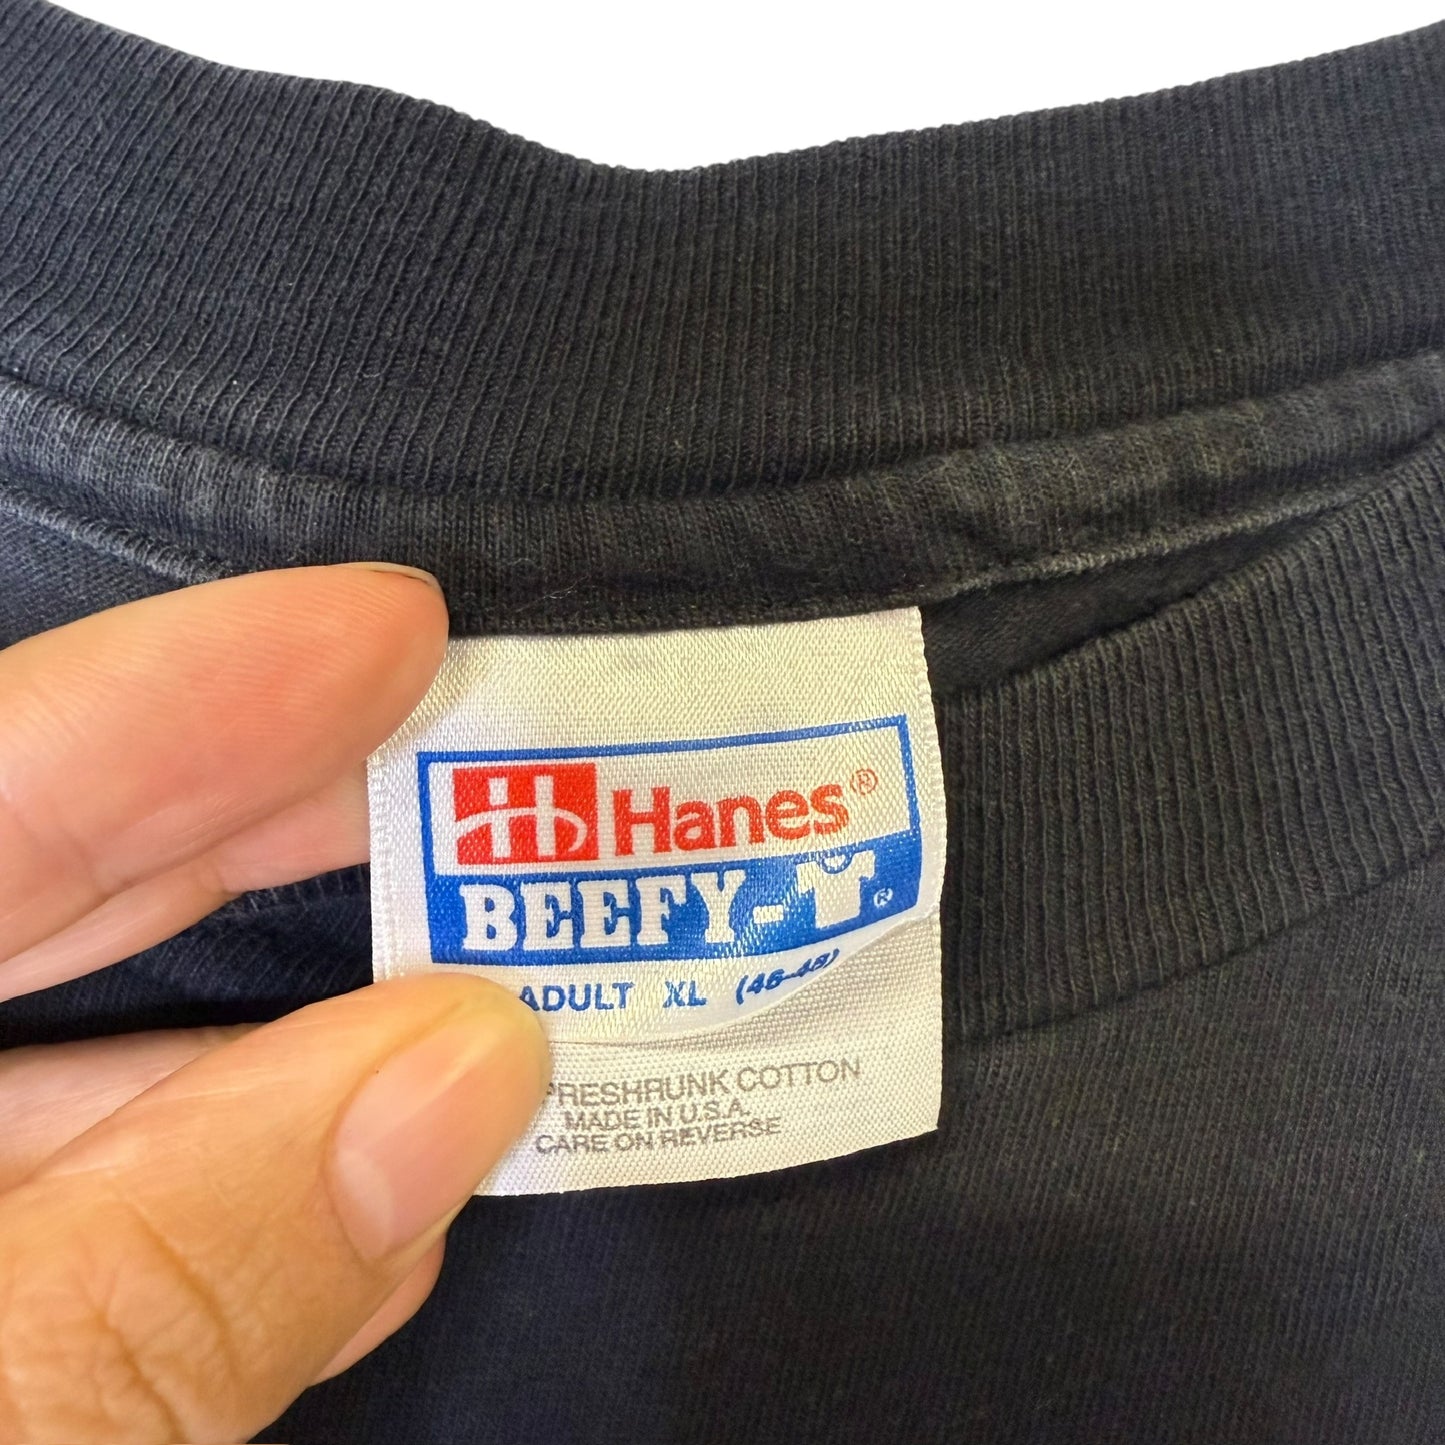 Hanes®
BEEFY-T®
ADULT XL (46-48)
PRESHRUNK COTTON
MADE IN U.S.A.
CARE ON REVERSE